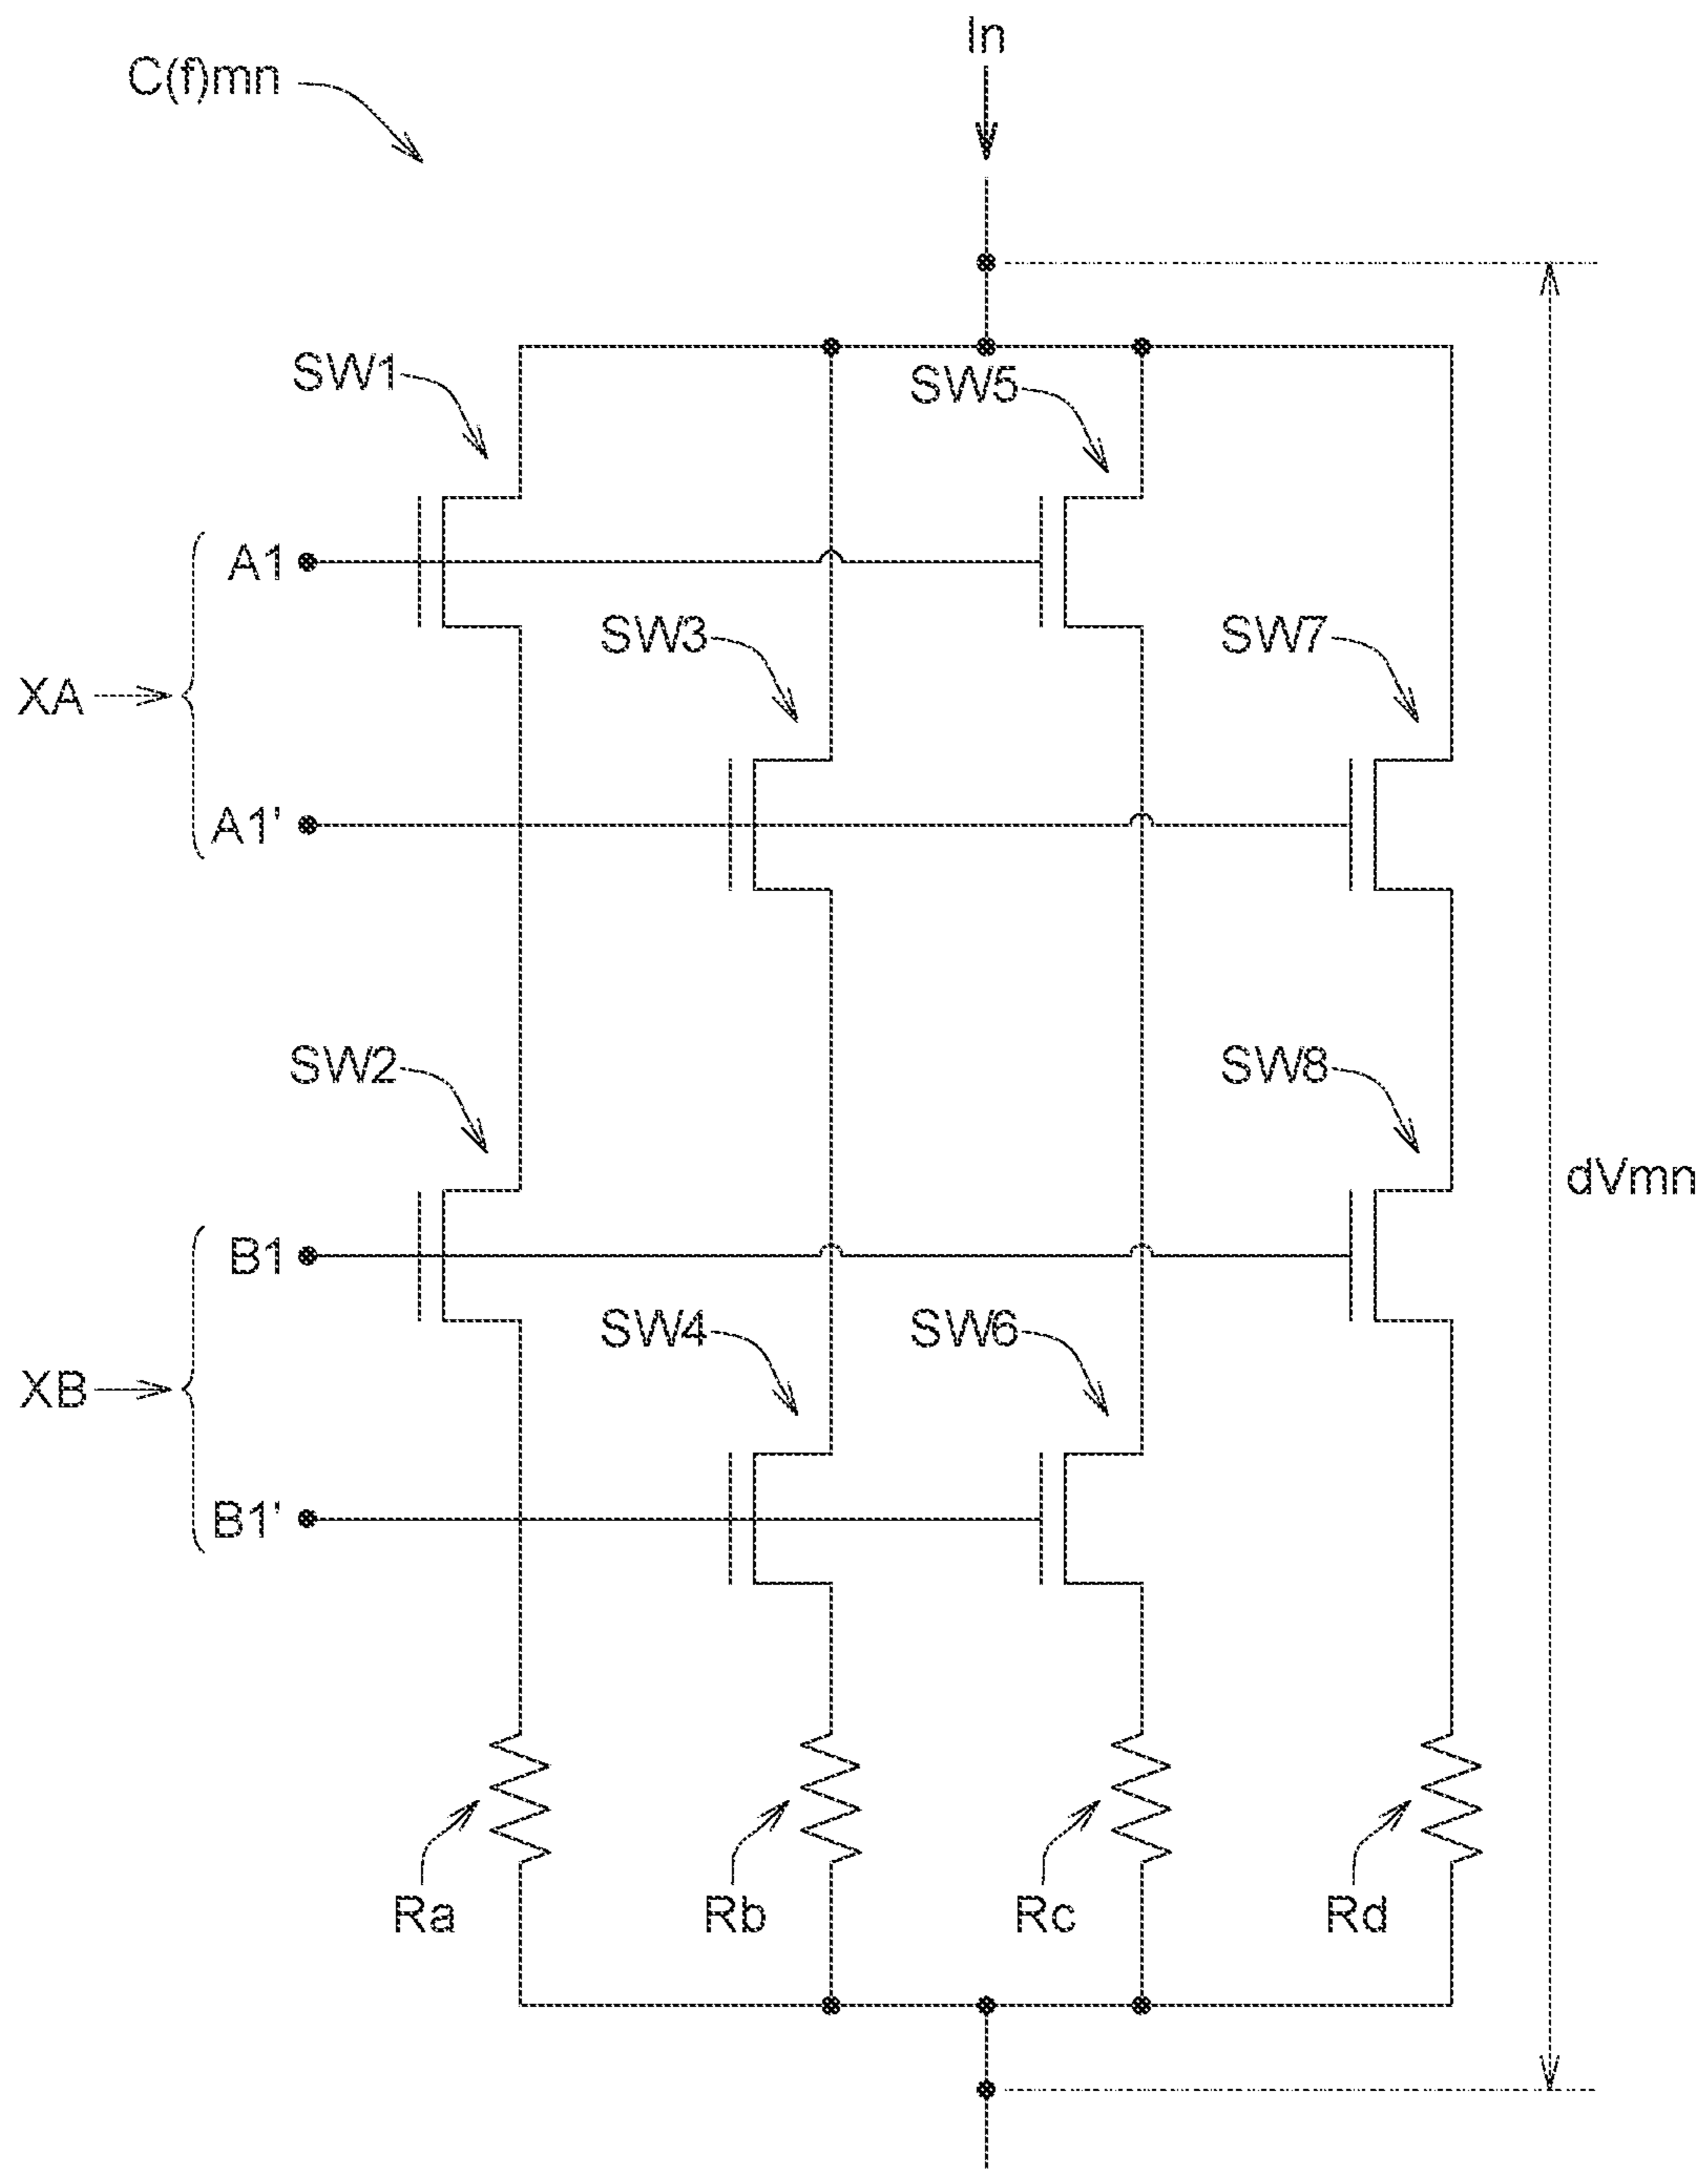 In
C(f)mn
SW1
SW5
A1
SW3
SW7
XA
A1'
SW2
SW8
dVmn
B1
SW4
SW6
XB
B1'
Ra
Rb
Rc
Rd